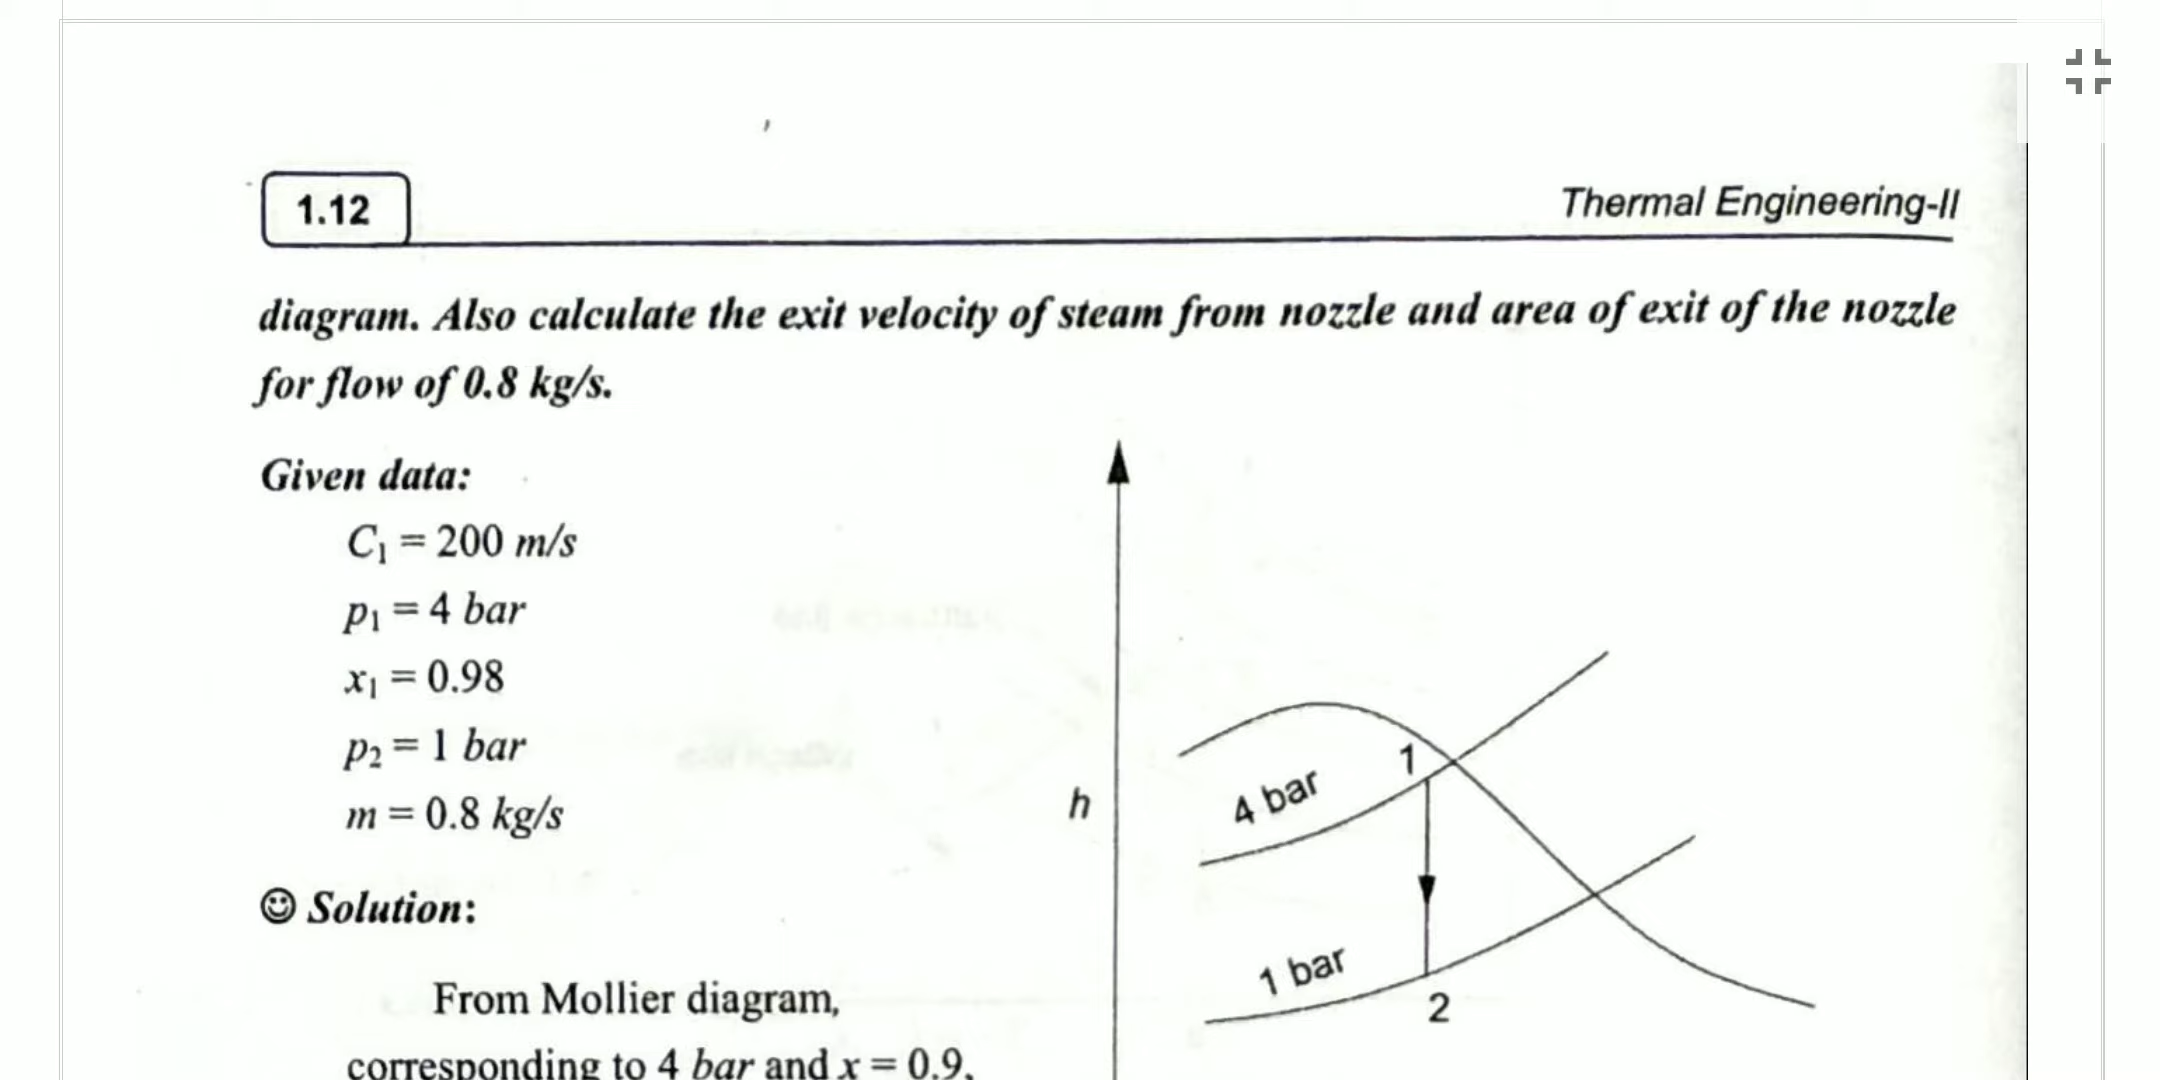 1.12
Thermal Engineering-II
diagram. Also calculate the exit velocity of steam from nozzle and area of exit of the nozzle
for flow of 0.8 kg/s.
Given data:
C₁ = 200 m/s
p₁ = 4 bar
x₁ = 0.98
p₂ = 1 bar
m = 0.8 kg/s
☺ Solution:
From Mollier diagram,
corresponding to 4 bar and x = 0.9,
h
4 bar
1
1 bar
2